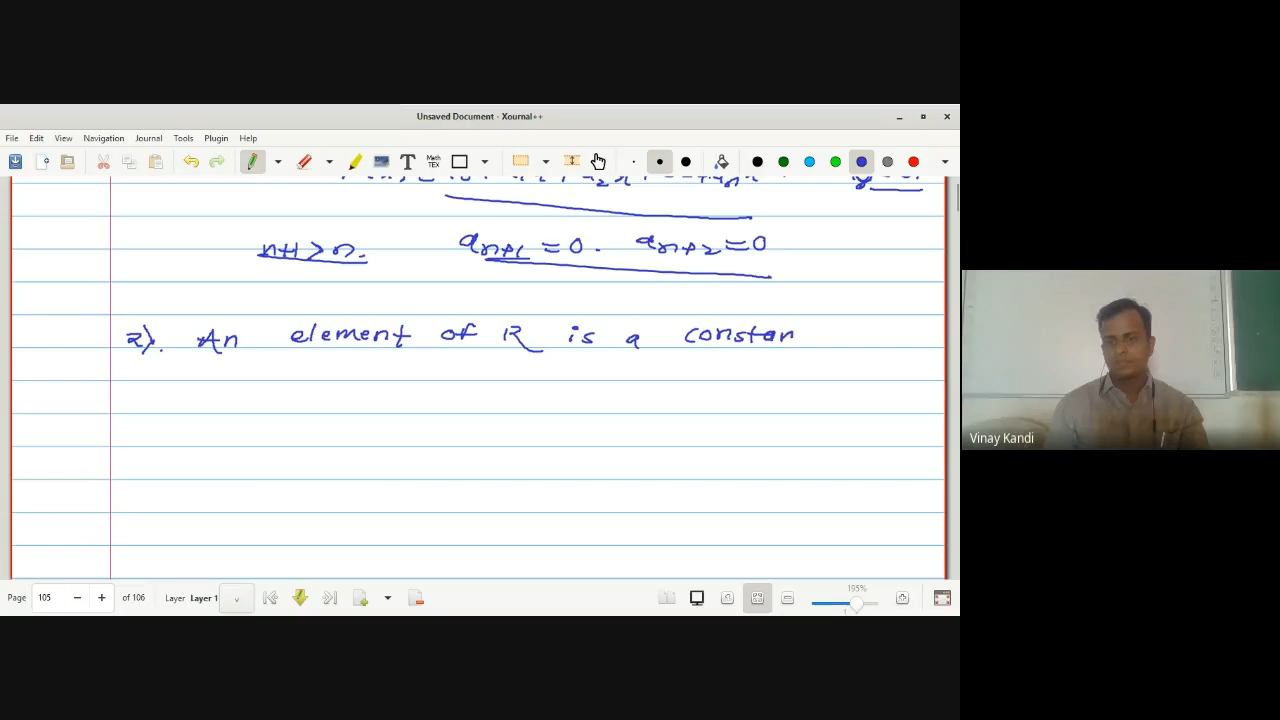 Unsaved Document - Xournal++
File Edit View Navigation Journal Tools Plugin Help
n+1 > n. a_{n+1} = 0. a_{n+2} = 0
2). An element of R is a constan
Vinay Kandi
Page 105 of 106 Layer Layer 1 195%